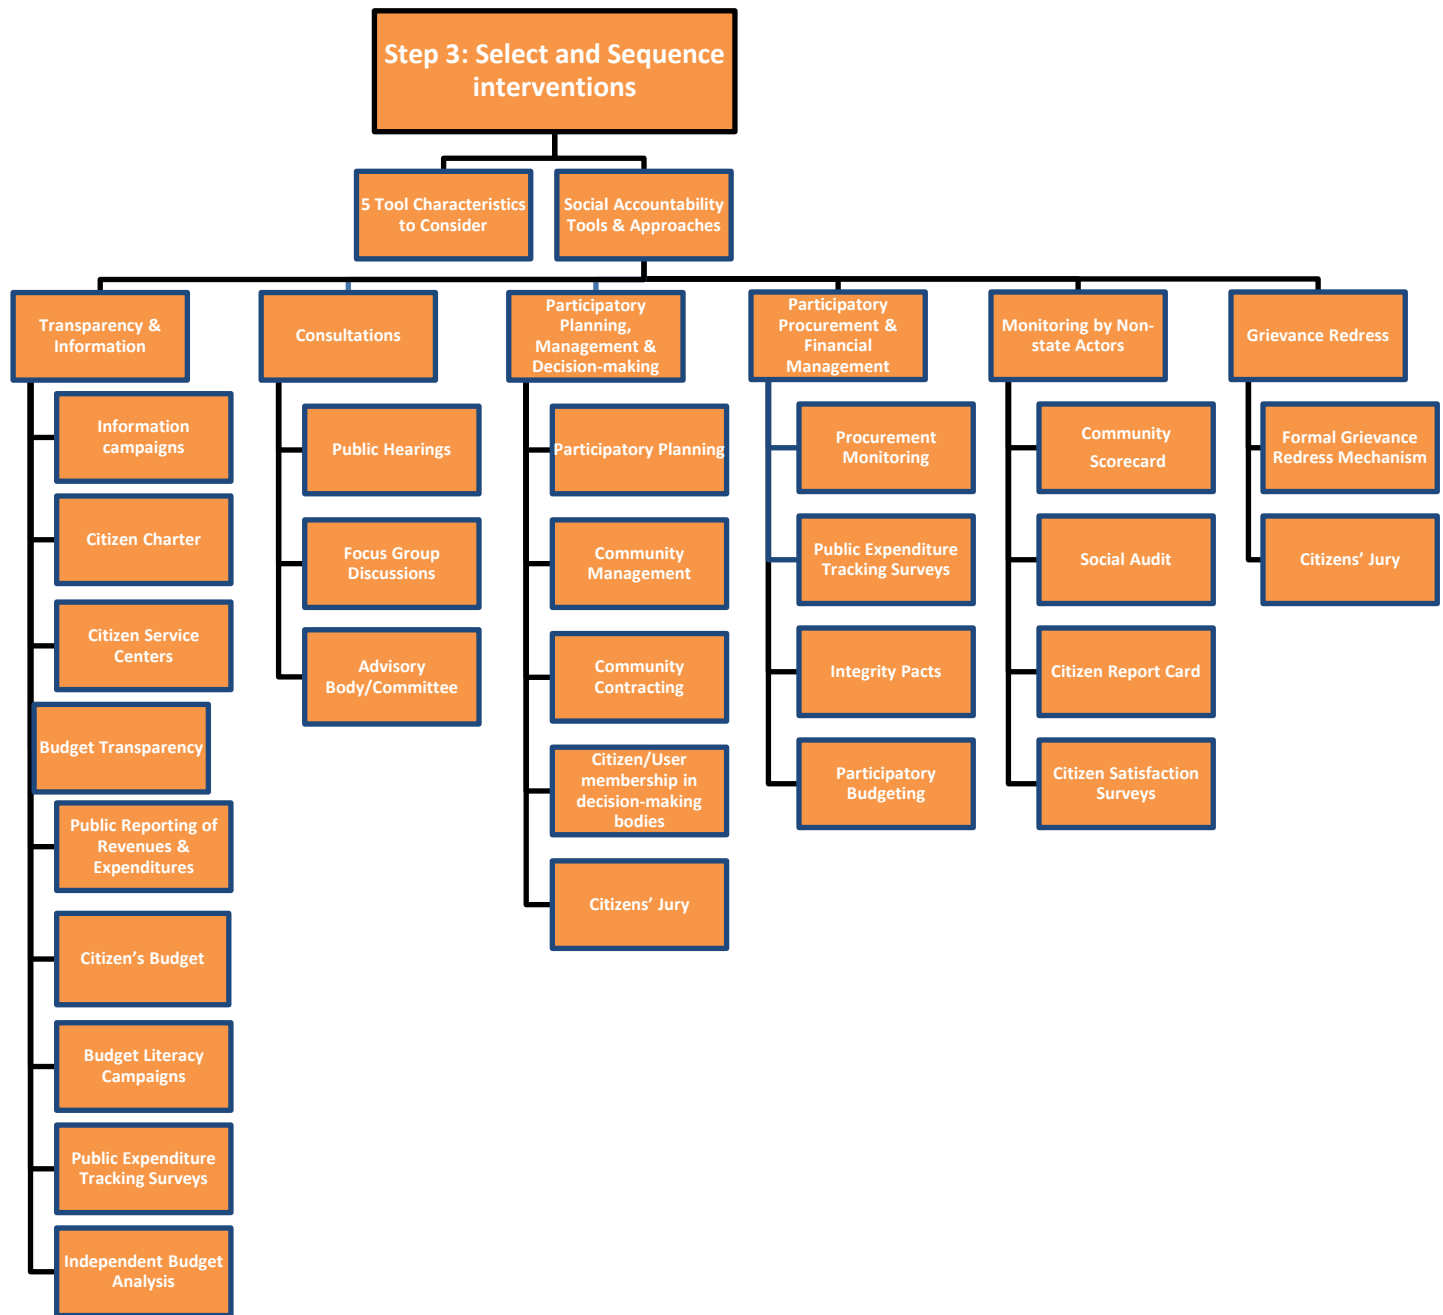 Step 3: Select and Sequence
interventions
5 Tool Characteristics
to Consider
Social Accountability
Tools & Approaches
Transparency &
Information
Information
campaigns
Citizen Charter
Citizen Service
Centers
Budget Transparency
Public Reporting of
Revenues &
Expenditures
Citizen’s Budget
Budget Literacy
Campaigns
Public Expenditure
Tracking Surveys
Independent Budget
Analysis
Consultations
Public Hearings
Focus Group
Discussions
Advisory
Body/Committee
Participatory
Planning,
Management &
Decision-making
Participatory Planning
Community
Management
Community
Contracting
Citizen/User
membership in
decision-making
bodies
Citizens’ Jury
Participatory
Procurement &
Financial
Management
Procurement
Monitoring
Public Expenditure
Tracking Surveys
Integrity Pacts
Participatory
Budgeting
Monitoring by Non-
state Actors
Community
Scorecard
Social Audit
Citizen Report Card
Citizen Satisfaction
Surveys
Grievance Redress
Formal Grievance
Redress Mechanism
Citizens’ Jury